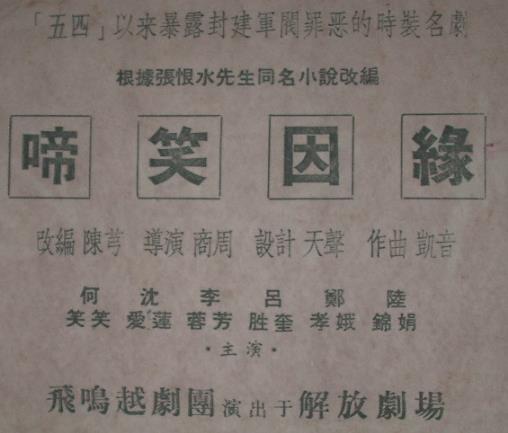 「五四」以来暴露封建軍閥罪恶的時裝名劇
根據張恨水先生同名小說改編
啼笑因緣
改編 陳 導演 商周 設計 天聲 作曲 凱音
何 沈 李 呂 鄭 陸
笑笑 愛蓮 蓉芳 胜奎 孝娥 錦娟
·主演·
飛鳴越劇團演出于解放劇場